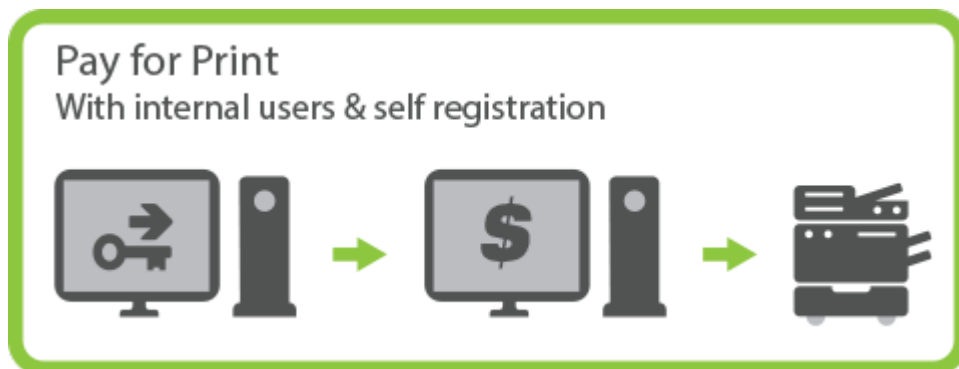 Pay for Print
With internal users & self registration
$